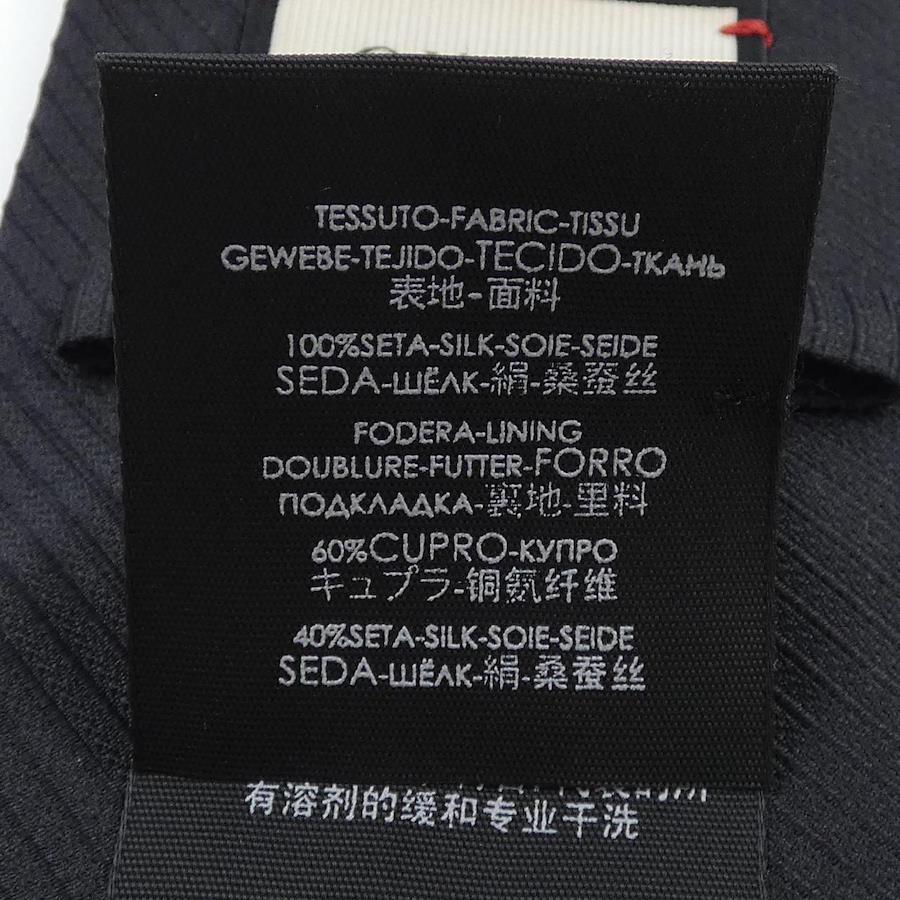 TESSUTO-FABRIC-TISSU
GEWEBE-TEJIDO-TECIDO-ТКАНЬ
表地-面料
100%SETA-SILK-SOIE-SEIDE
SEDA-ШЁЛК-絹-桑蚕丝
FODERA-LINING
DOUBLURE-FUTTER-FORRO
ПОДКЛАДКА-裏地-里料
60%CUPRO-КУПРО
キュプラ-铜氨纤维
40%SETA-SILK-SOIE-SEIDE
SEDA-ШЁЛК-絹-桑蚕丝
有溶剂的缓和专业干洗